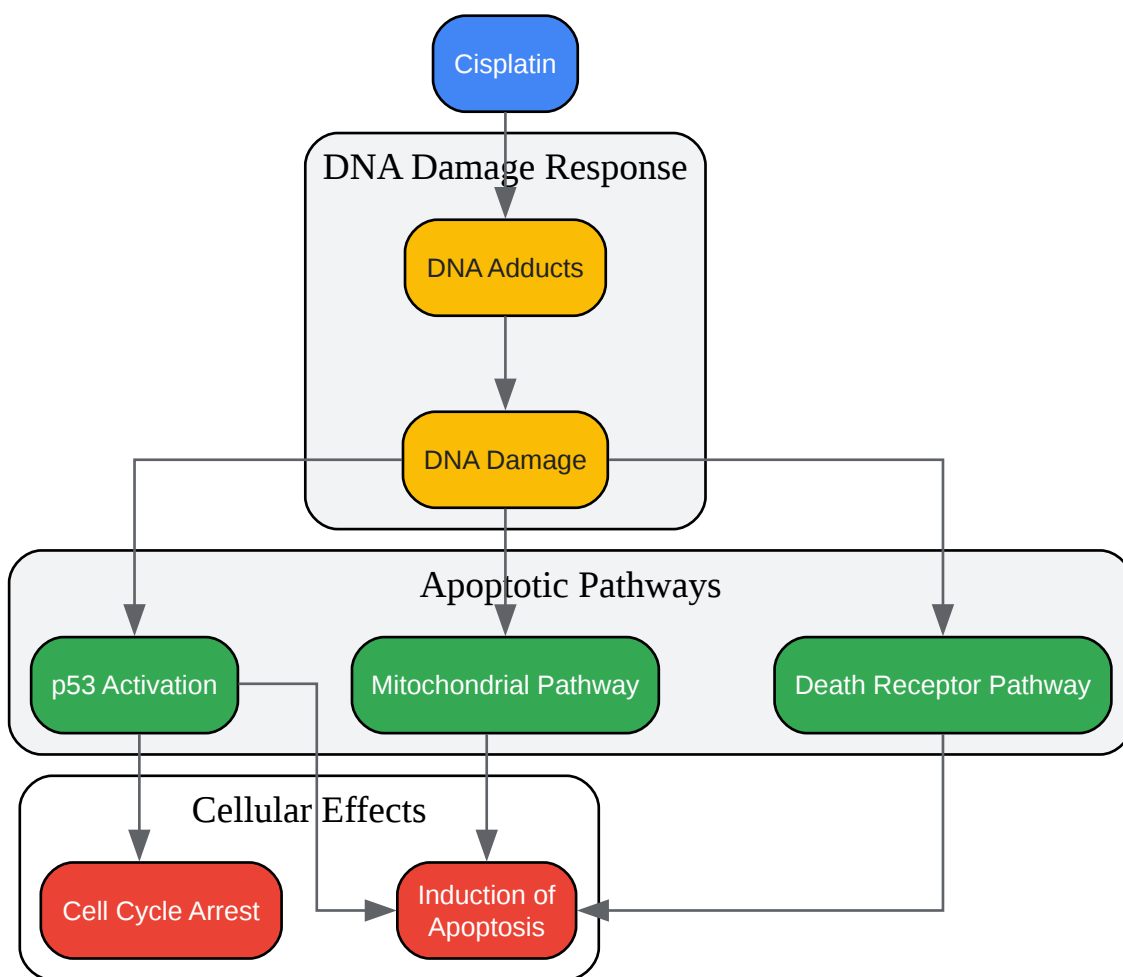 Cisplatin
DNA Damage Response
DNA Adducts
DNA Damage
Apoptotic Pathways
p53 Activation
Mitochondrial Pathway
Death Receptor Pathway
Cellular Effects
Cell Cycle Arrest
Induction of
Apoptosis